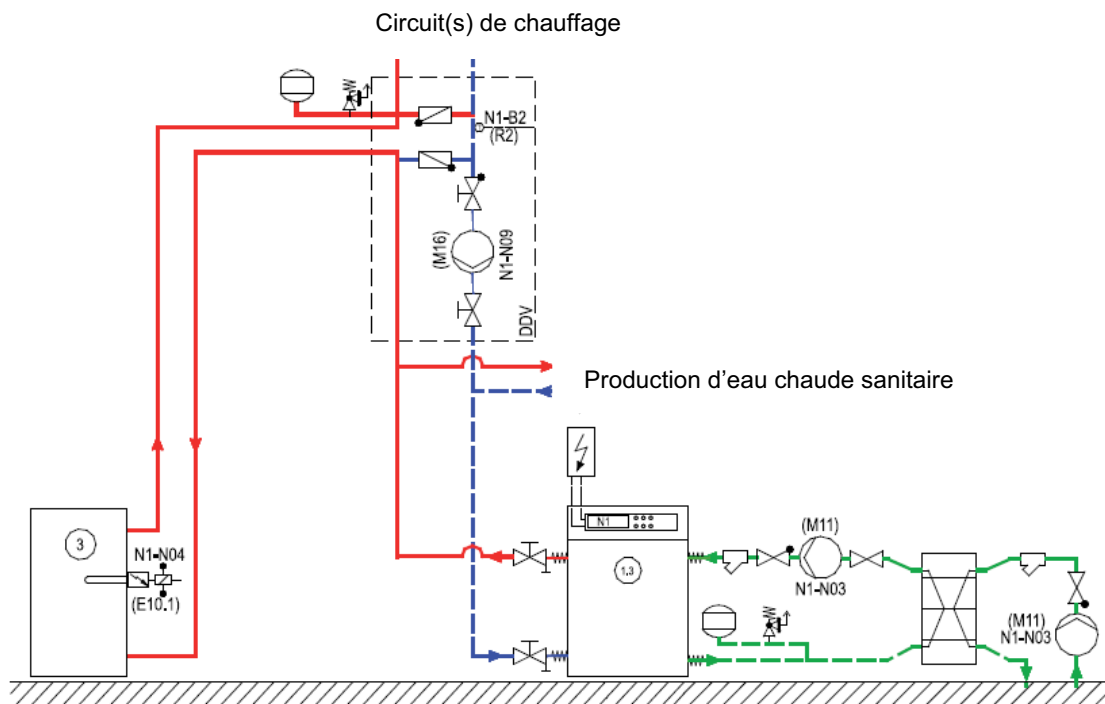 Circuit(s) de chauffage
N1-B2
(R2)
(M16)
N1-N09
DDV
Production d'eau chaude sanitaire
N1
3
N1-N04
(E10.1)
1.3
(M11)
N1-N03
(M11)
N1-N03